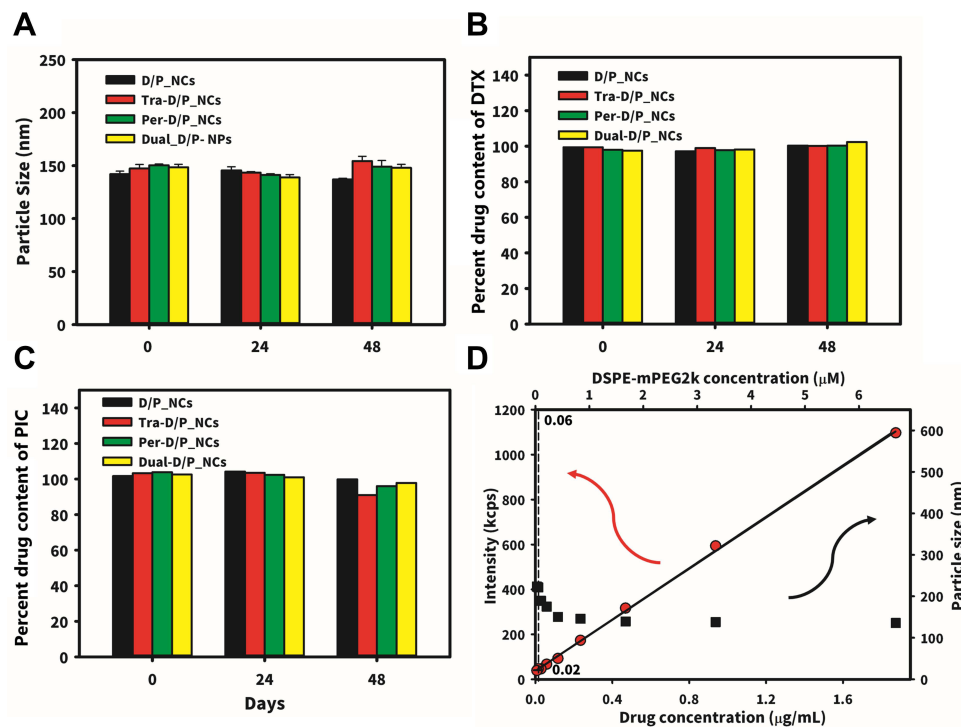 A
Particle Size (nm)
250
200
150
100
50
0
D/P_NCs
Tra-D/P_NCs
Per-D/P_NCs
Dual_D/P- NPs
0 24 48
B
Percent drug content of DTX
140
120
100
80
60
40
20
0
D/P_NCs
Tra-D/P_NCs
Per-D/P_NCs
Dual-D/P_NCs
0 24 48
C
Percent drug content of PIC
140
120
100
80
60
40
20
0
D/P_NCs
Tra-D/P_NCs
Per-D/P_NCs
Dual-D/P_NCs
0 24 48
Days
D
DSPE-mPEG2k concentration (μM)
0 1 2 3 4 5 6
Intensity (kcps)
1200
1000
800
600
400
200
0
0.06
0.02
600
500
400
300
200
100
0
Particle size (nm)
0.0 0.4 0.8 1.2 1.6
Drug concentration (μg/mL)